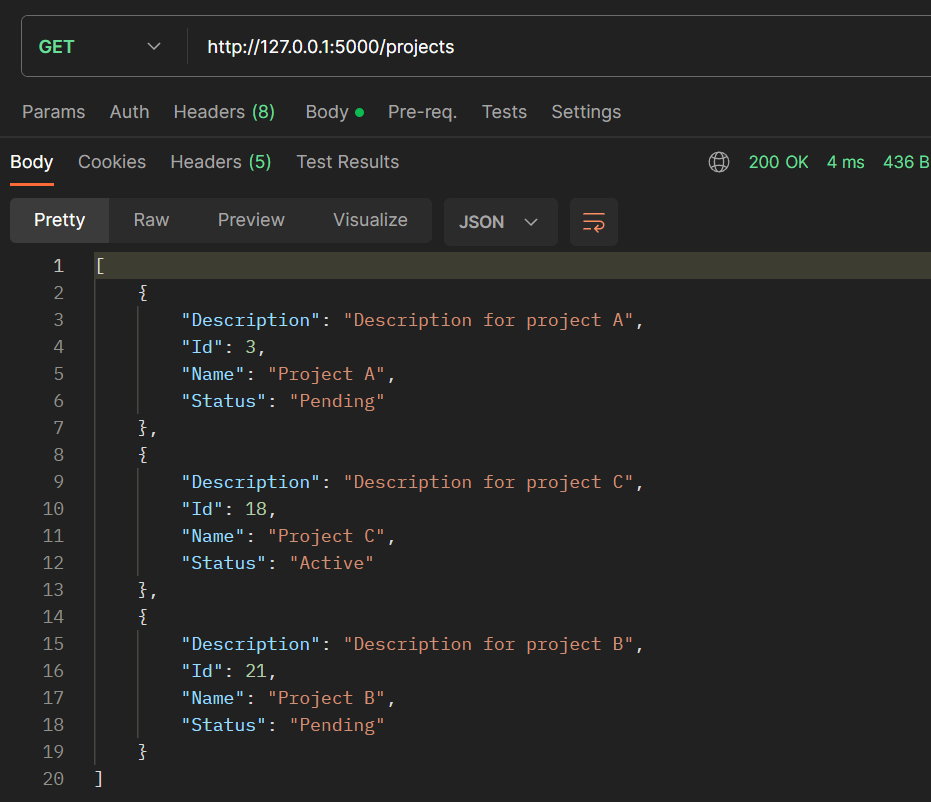 GET http://127.0.0.1:5000/projects
Params Auth Headers (8) Body Pre-req. Tests Settings
Body Cookies Headers (5) Test Results 200 OK 4 ms 436 B
Pretty Raw Preview Visualize JSON
1 [
2 {
3 "Description": "Description for project A",
4 "Id": 3,
5 "Name": "Project A",
6 "Status": "Pending"
7 },
8 {
9 "Description": "Description for project C",
10 "Id": 18,
11 "Name": "Project C",
12 "Status": "Active"
13 },
14 {
15 "Description": "Description for project B",
16 "Id": 21,
17 "Name": "Project B",
18 "Status": "Pending"
19 }
20 ]